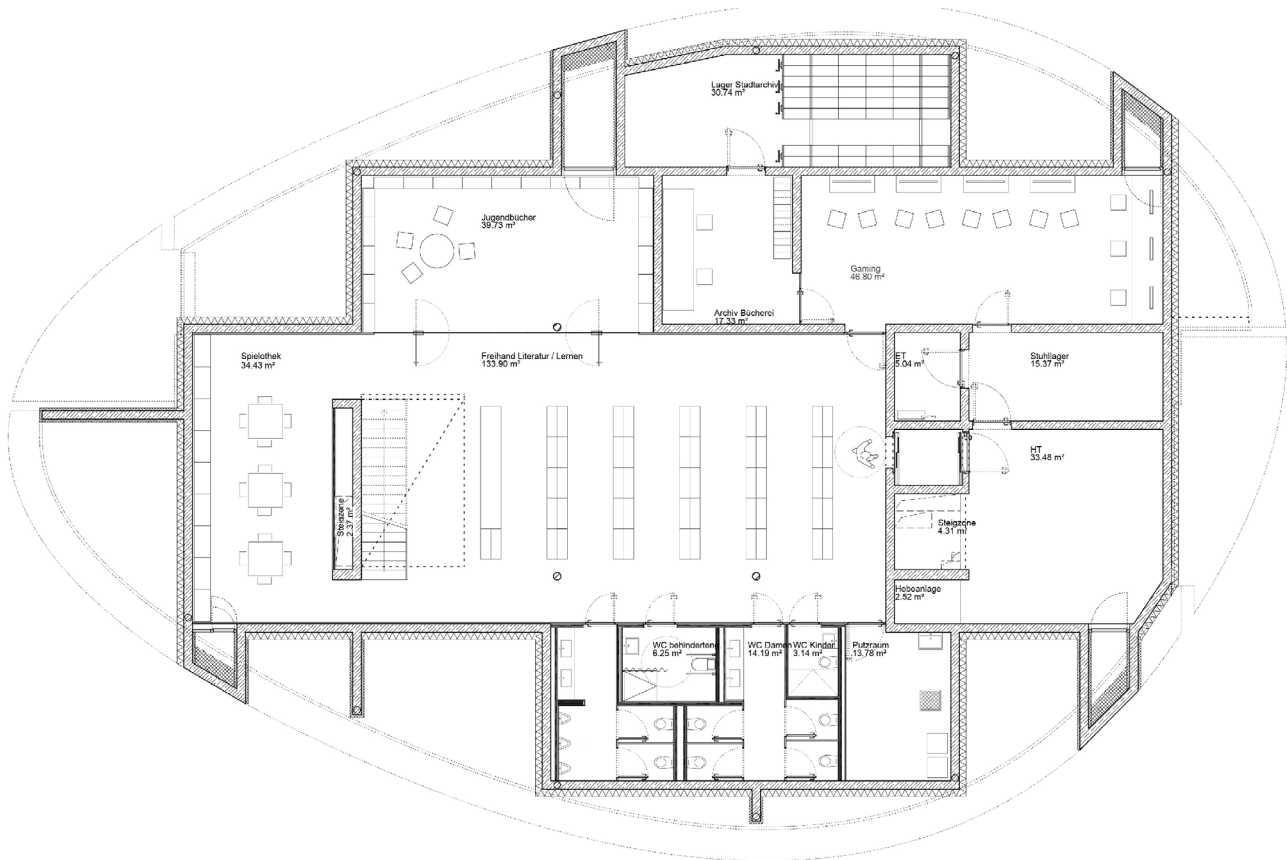 Lager Stadtarchiv
30.74 m²
Jugendbücher
39.73 m²
Gaming
46.80 m²
Archiv Bücherei
17.33 m²
Spielothek
34.43 m²
Freihand Literatur / Lernen
133.90 m²
ET
5.04 m²
Stuhllager
15.37 m²
HT
33.48 m²
Steigzone
2.37 m²
Steigzone
4.31 m²
Hebeanlage
2.52 m²
WC behinderteng
6.25 m²
WC Damen
14.19 m²
WC Kinder
3.14 m²
Putzraum
13.78 m²